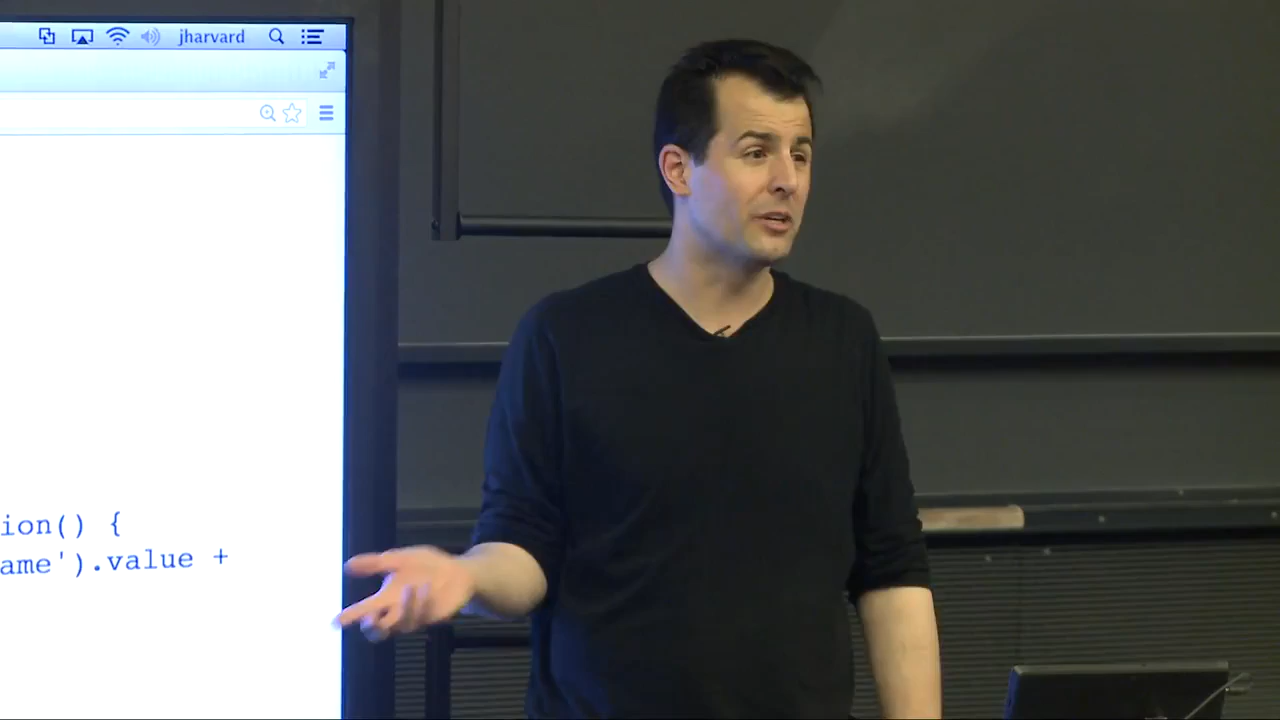 jharvard
ion() {
ame').value +